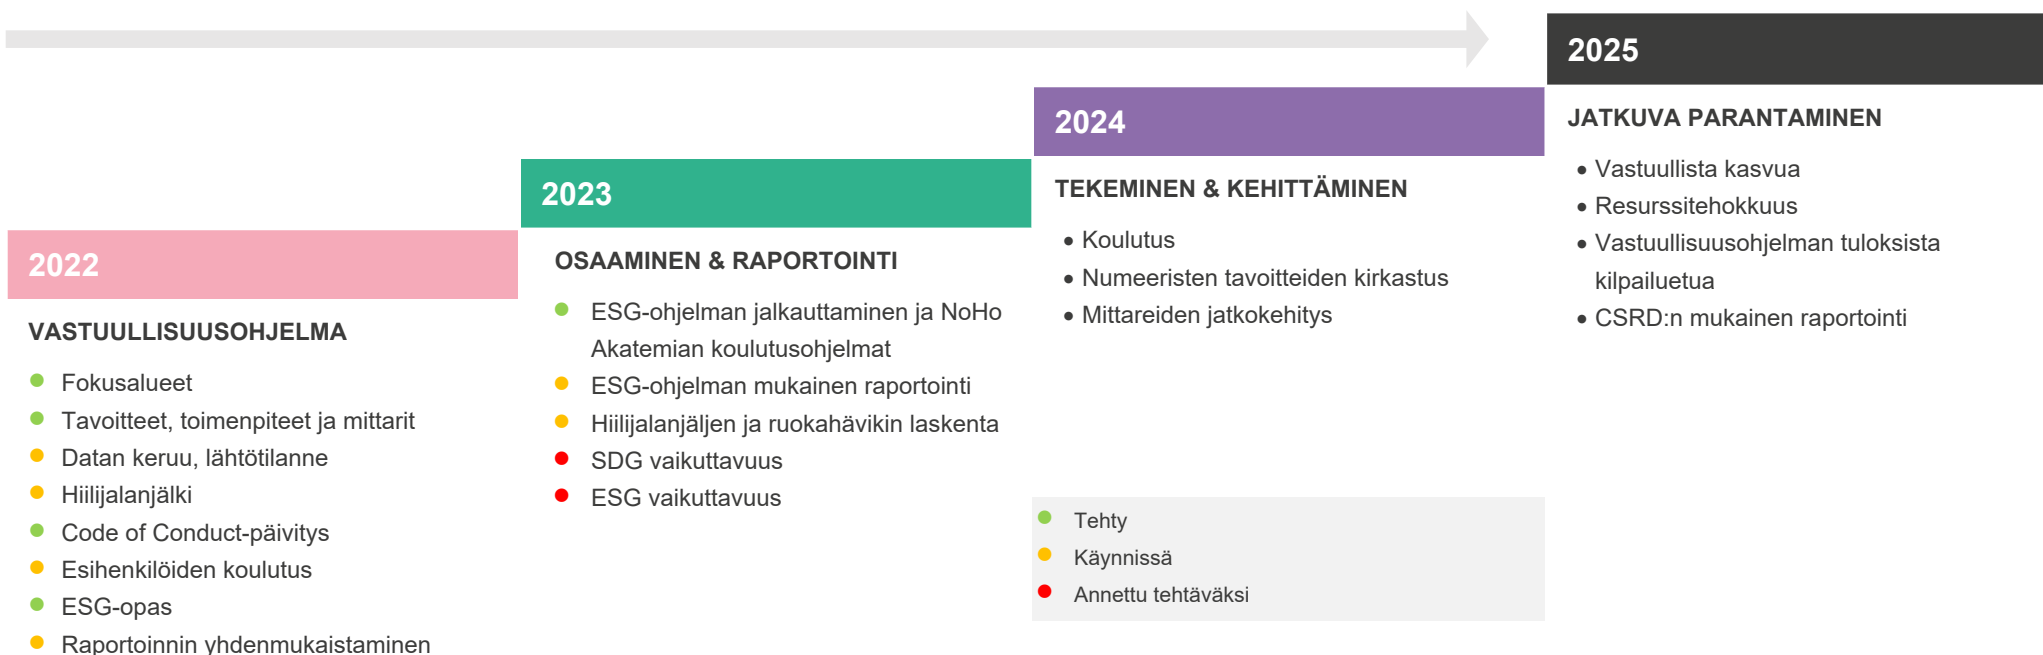 2022
VASTUULLISUUSOHJELMA
Fokusalueet
Tavoitteet, toimenpiteet ja mittarit
Datan keruu, lähtötilanne
Hiilijalanjälki
Code of Conduct-päivitys
Esihenkilöiden koulutus
ESG-opas
Raportoinnin yhdenmukaistaminen
2023
OSAAMINEN & RAPORTOINTI
ESG-ohjelman jalkauttaminen ja NoHo
Akatemian koulutusohjelmat
ESG-ohjelman mukainen raportointi
Hiilijalanjäljen ja ruokahävikin laskenta
SDG vaikuttavuus
ESG vaikuttavuus
2024
TEKEMINEN & KEHITTÄMINEN
• Koulutus
• Numeeristen tavoitteiden kirkastus
• Mittareiden jatkokehitys
Tehty
Käynnissä
Annettu tehtäväksi
2025
JATKUVA PARANTAMINEN
• Vastuullista kasvua
• Resurssitehokkuus
• Vastuullisuusohjelman tuloksista
kilpailuetua
• CSRD:n mukainen raportointi